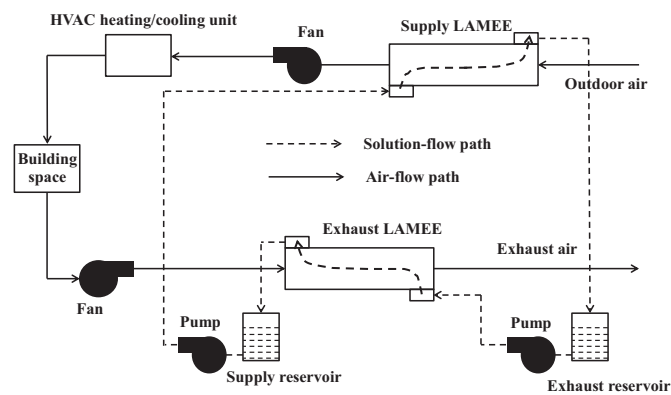 HVAC heating/cooling unit
Fan
Supply LAMEE
Outdoor air
Solution-flow path
Building
space
Air-flow path
Exhaust LAMEE
Exhaust air
Fan
Pump
Supply reservoir
Pump
Exhaust reservoir